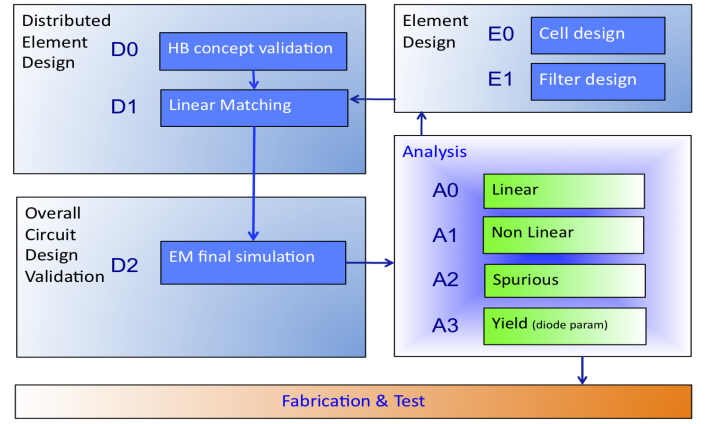 Distributed
Element
Design
D0
HB concept validation
D1
Linear Matching
Element
Design
E0
Cell design
E1
Filter design
Overall
Circuit
Design
Validation
D2
EM final simulation
Analysis
A0
Linear
A1
Non Linear
A2
Spurious
A3
Yield (diode param)
Fabrication & Test